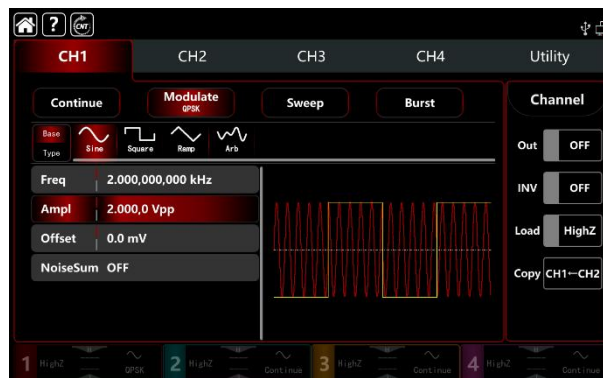 ? CNT
CH1 CH2 CH3 CH4 Utility
Continue Modulate Sweep Burst Channel
QPSK
Base
Type Sine Square Ramp Arb
Out OFF
Freq 2.000,000,000 kHz
INV OFF
Ampl 2.000,0 Vpp
Load HighZ
Offset 0.0 mV
NoiseSum OFF
Copy CH1←CH2
1 HighZ QPSK 2 HighZ Continue 3 HighZ Continue 4 HighZ Continue